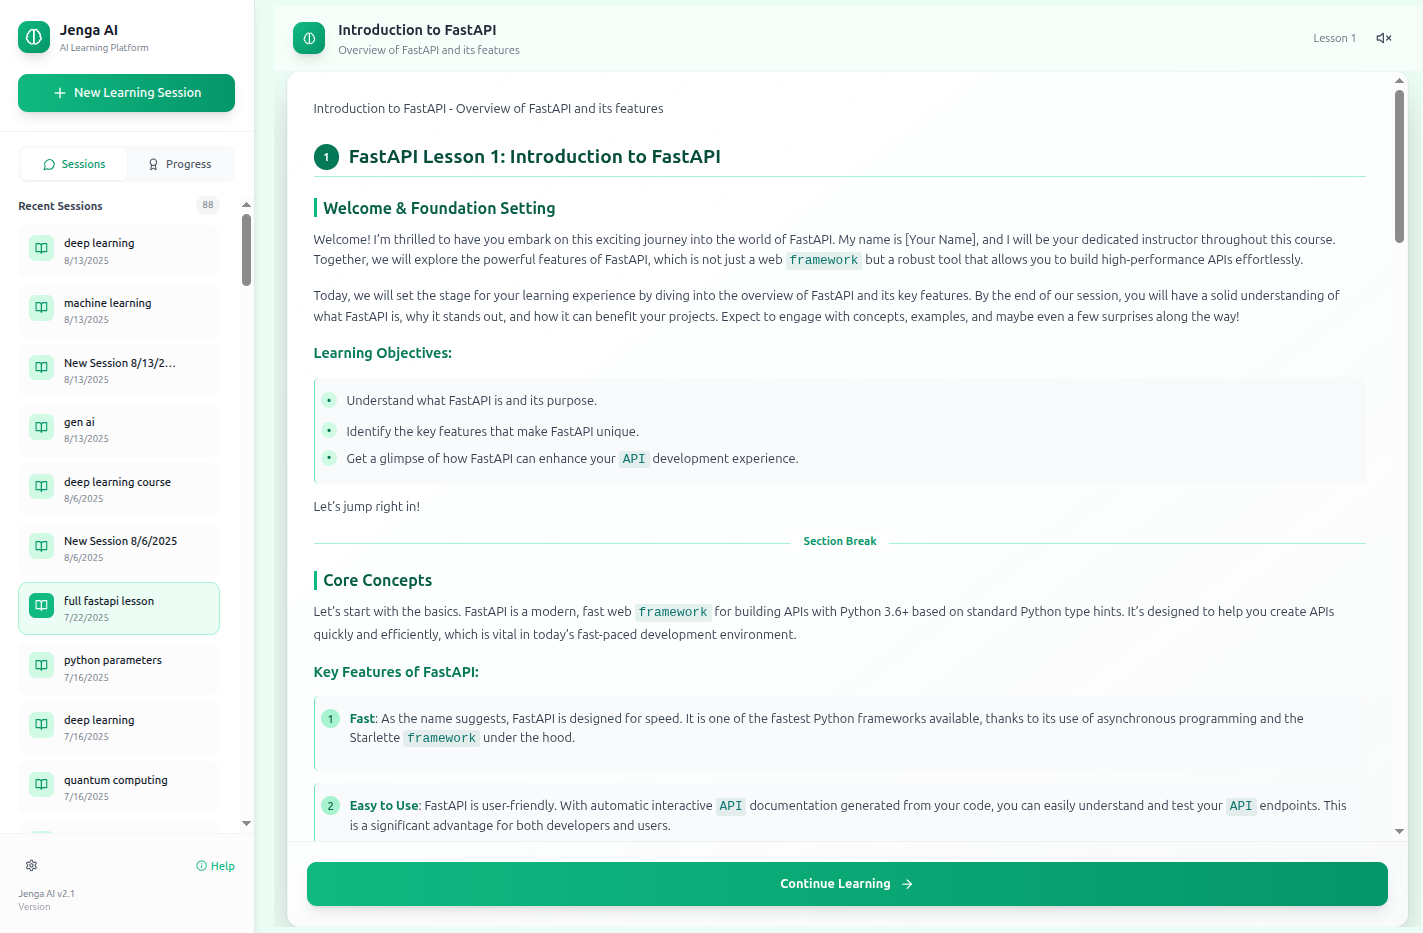 Jenga AI
AI Learning Platform
New Learning Session
Sessions
Progress
Recent Sessions
88
deep learning
8/13/2025
machine learning
8/13/2025
New Session 8/13/2...
8/13/2025
gen ai
8/13/2025
deep learning course
8/6/2025
New Session 8/6/2025
8/6/2025
full fastapi lesson
7/22/2025
python parameters
7/16/2025
deep learning
7/16/2025
quantum computing
7/16/2025
Help
Jenga AI v2.1
Version
Introduction to FastAPI
Overview of FastAPI and its features
Lesson 1
Introduction to FastAPI - Overview of FastAPI and its features
1 FastAPI Lesson 1: Introduction to FastAPI
Welcome & Foundation Setting
Welcome! I'm thrilled to have you embark on this exciting journey into the world of FastAPI. My name is [Your Name], and I will be your dedicated instructor throughout this course.
Together, we will explore the powerful features of FastAPI, which is not just a web framework but a robust tool that allows you to build high-performance APIs effortlessly.
Today, we will set the stage for your learning experience by diving into the overview of FastAPI and its key features. By the end of our session, you will have a solid understanding of
what FastAPI is, why it stands out, and how it can benefit your projects. Expect to engage with concepts, examples, and maybe even a few surprises along the way!
Learning Objectives:
• Understand what FastAPI is and its purpose.
• Identify the key features that make FastAPI unique.
• Get a glimpse of how FastAPI can enhance your API development experience.
Let's jump right in!
Section Break
Core Concepts
Let's start with the basics. FastAPI is a modern, fast web framework for building APIs with Python 3.6+ based on standard Python type hints. It's designed to help you create APIs
quickly and efficiently, which is vital in today's fast-paced development environment.
Key Features of FastAPI:
1 Fast: As the name suggests, FastAPI is designed for speed. It is one of the fastest Python frameworks available, thanks to its use of asynchronous programming and the
Starlette framework under the hood.
2 Easy to Use: FastAPI is user-friendly. With automatic interactive API documentation generated from your code, you can easily understand and test your API endpoints. This
is a significant advantage for both developers and users.
Continue Learning →